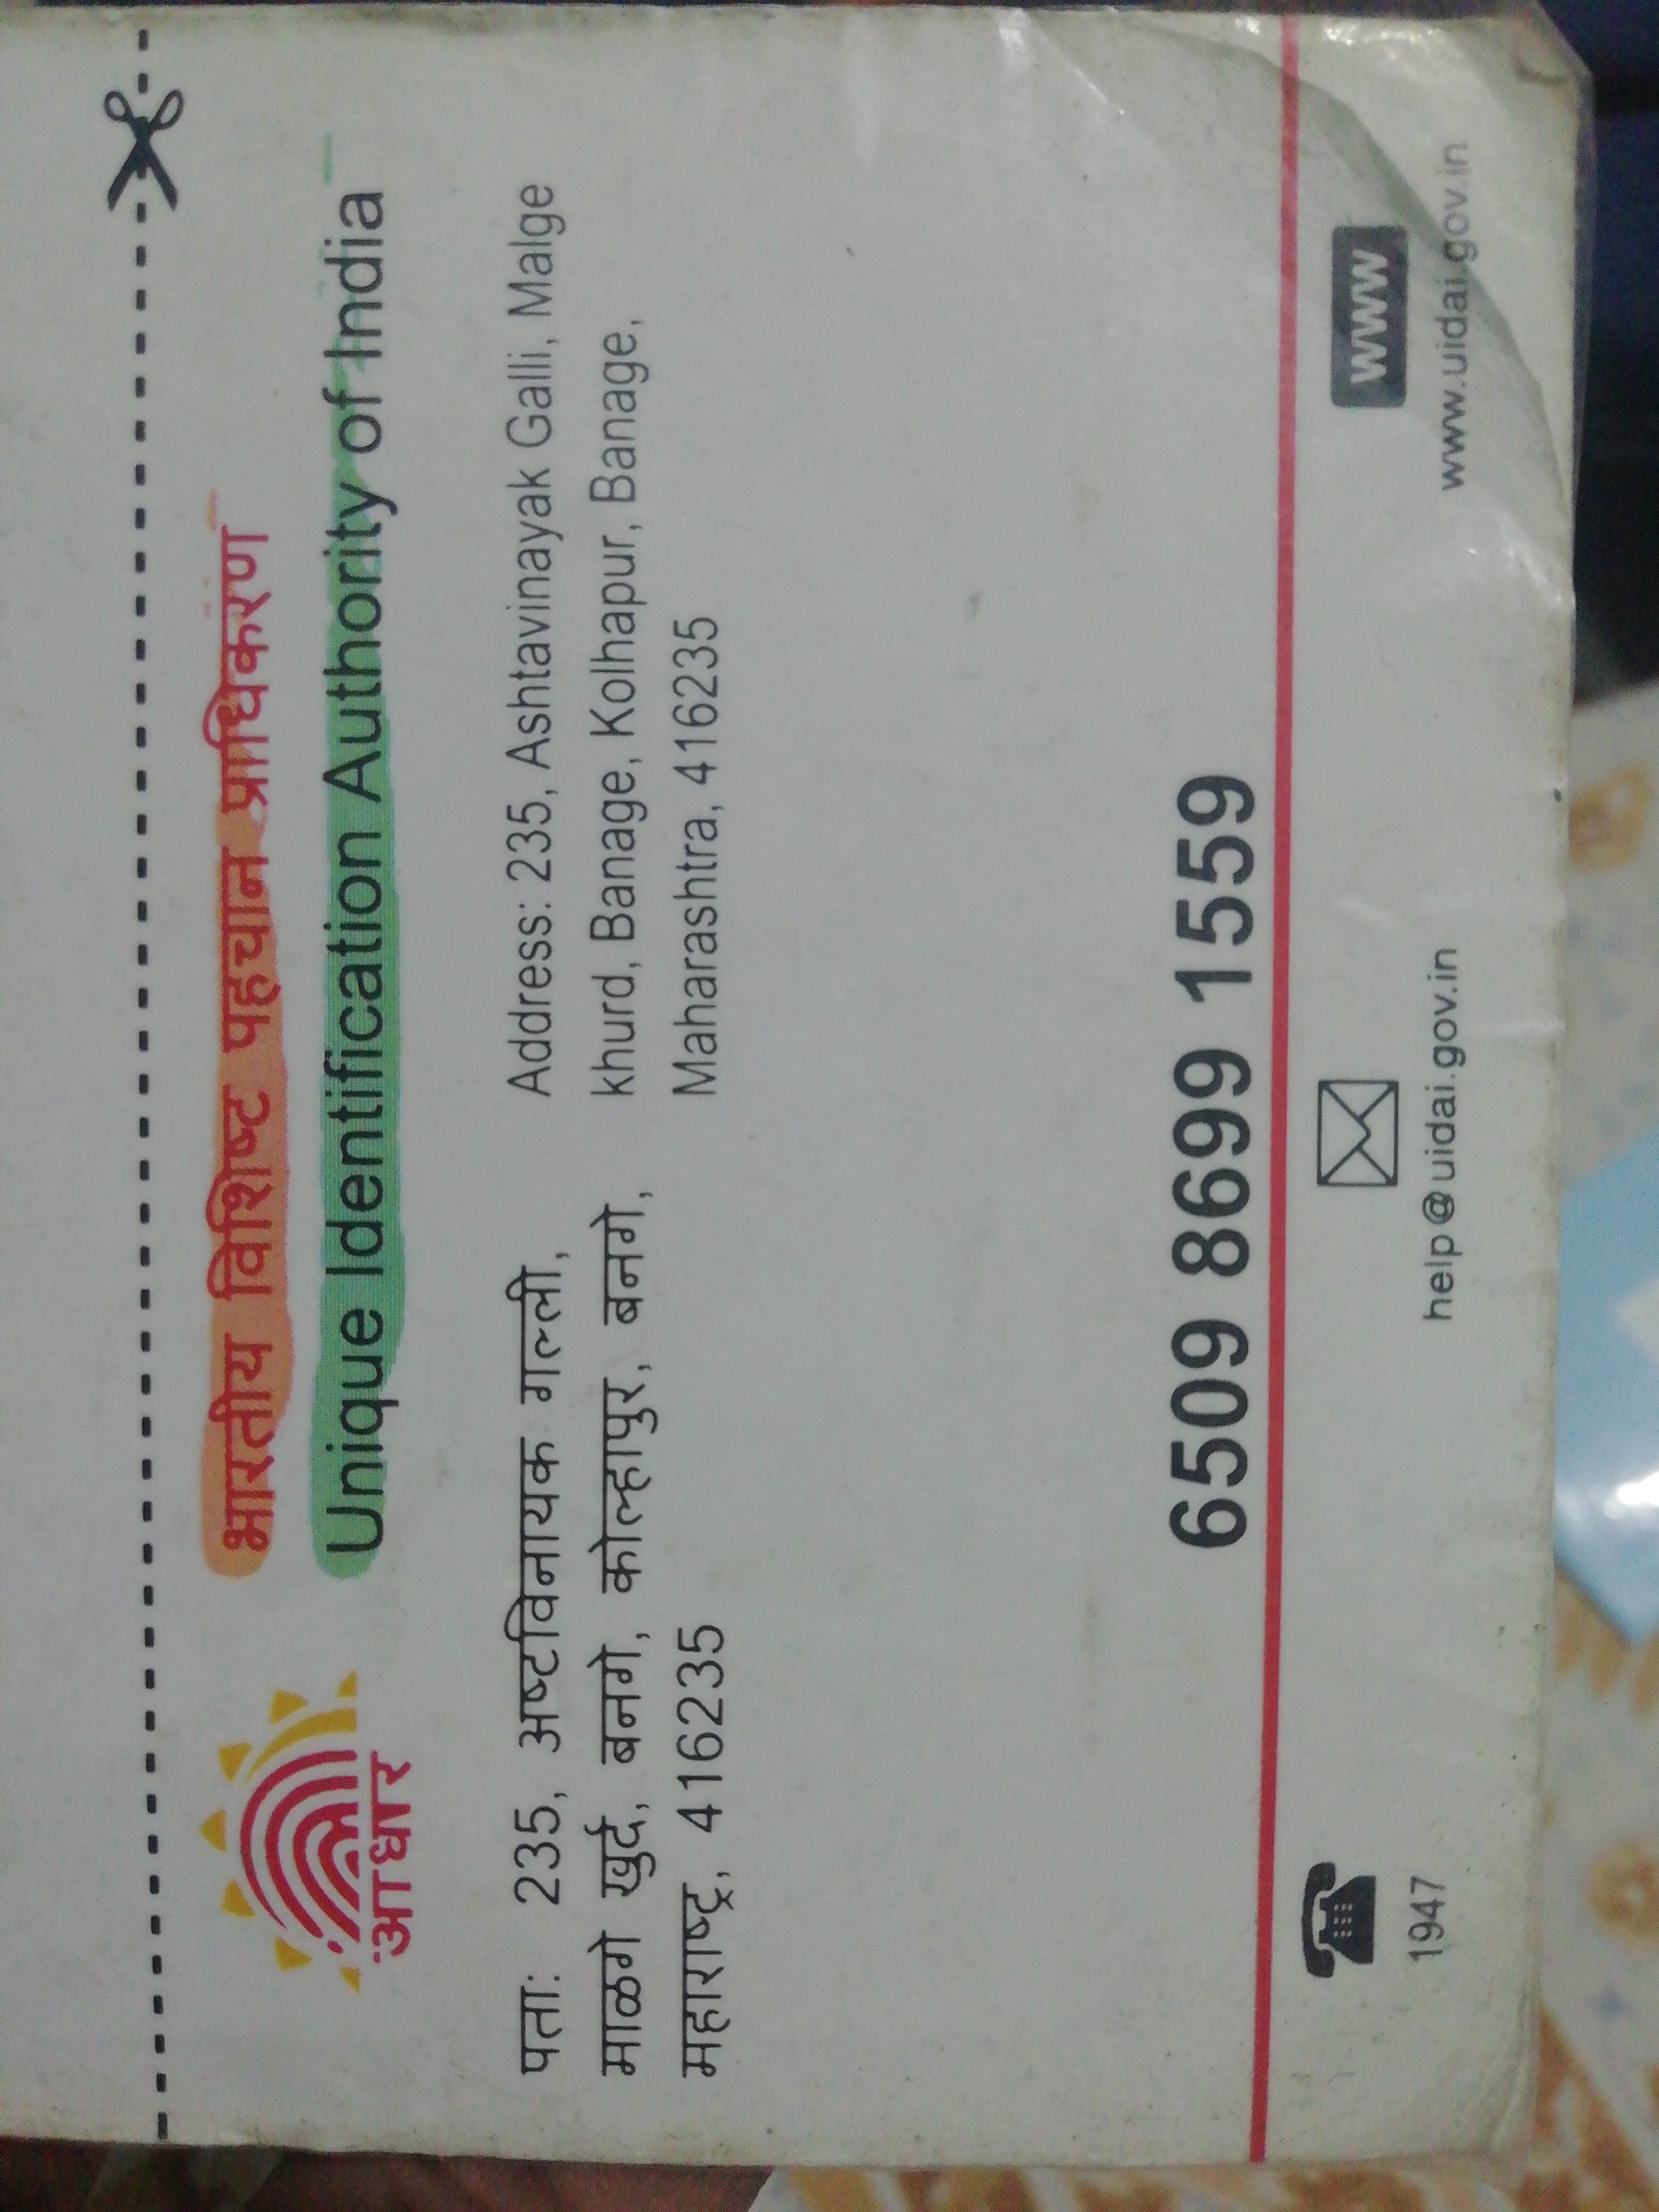 भारतीय विशिष्ट पहचान प्राधिकरण
Unique Identification Authority of India
आधार
पता: 235, अष्टविनायक गल्ली,
माळगे खुर्द, बनगे, कोल्हापुर, बनगे,
महाराष्ट्र, 416235
Address: 235, Ashtavinayak Galli, Malge
khurd, Banage, Kolhapur, Banage,
Maharashtra, 416235
6509 8699 1559
1947
help@uidai.gov.in
www
www.uidai.gov.in